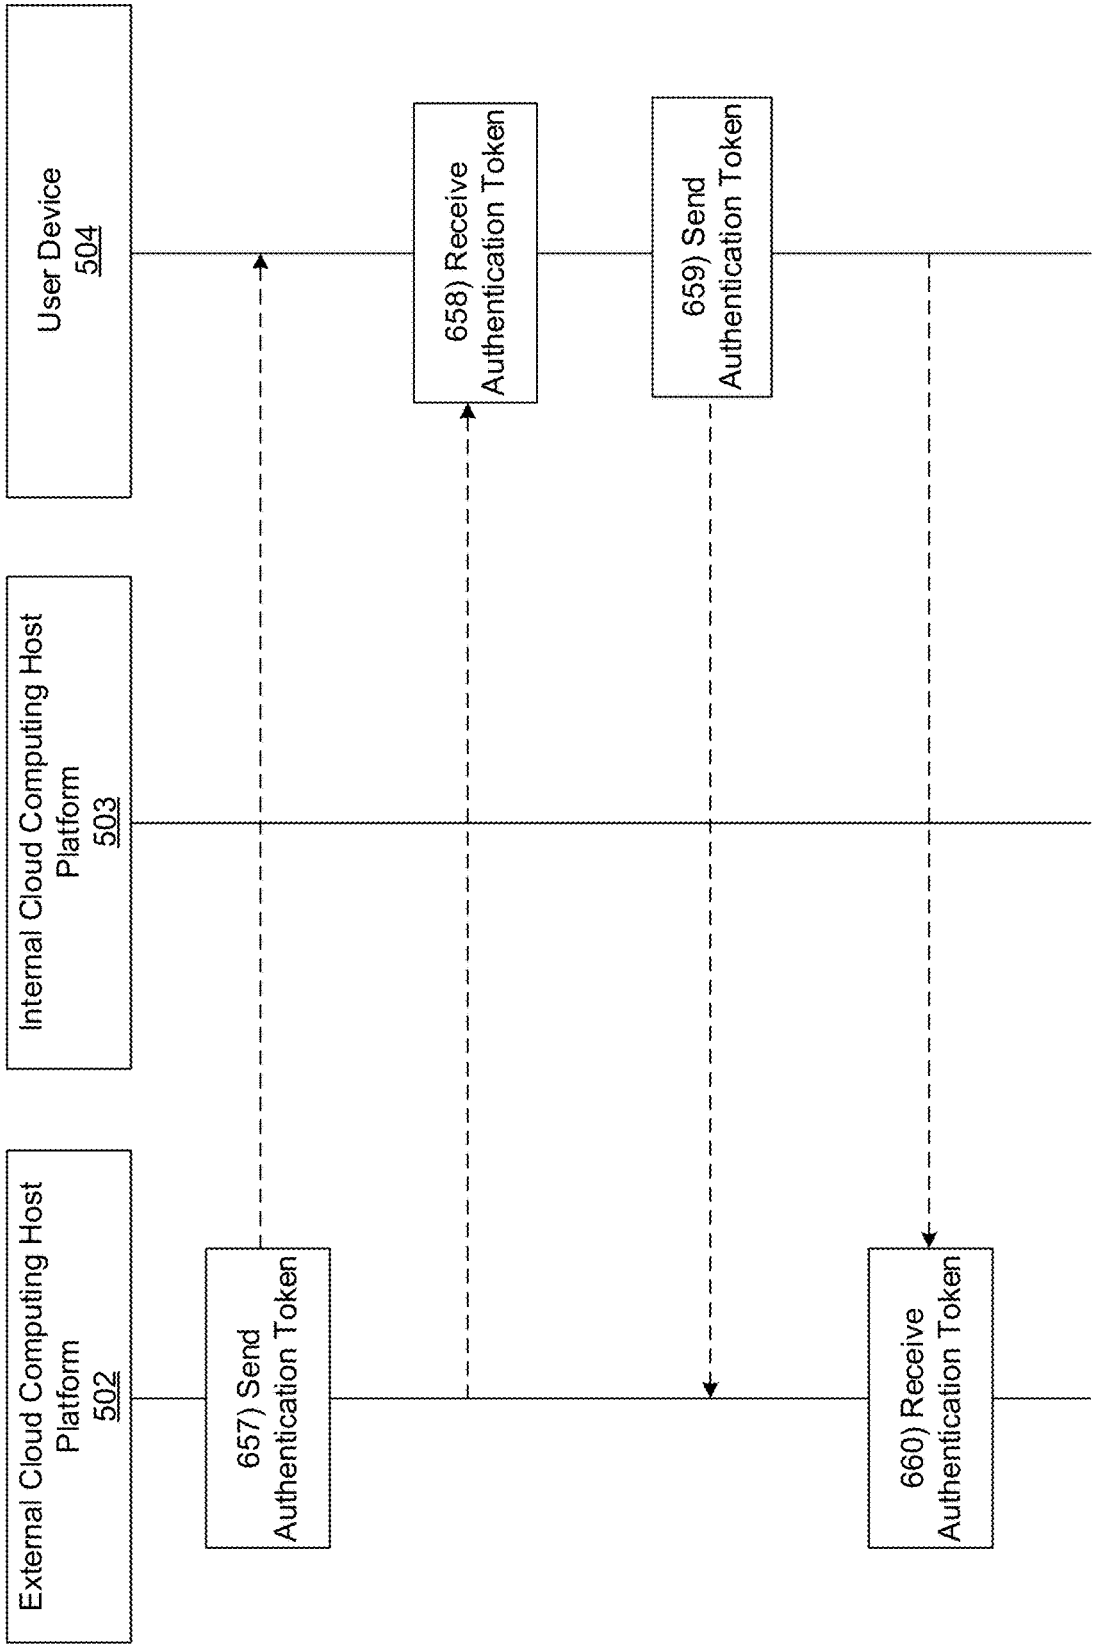 External Cloud Computing Host
Platform
502
Internal Cloud Computing Host
Platform
503
User Device
504
657) Send
Authentication Token
658) Receive
Authentication Token
659) Send
Authentication Token
660) Receive
Authentication Token